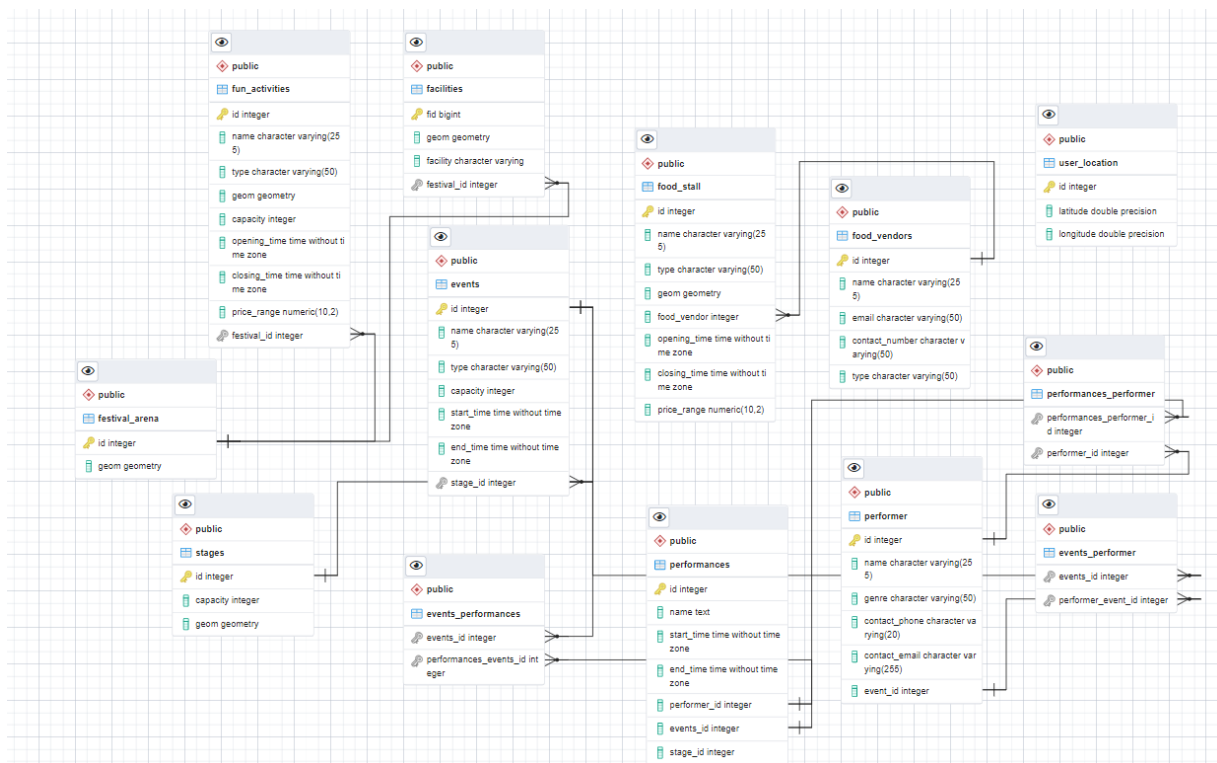 public
fun_activities
id integer
name character varying(25
5)
type character varying(50)
geom geometry
capacity integer
opening_time time without ti
me zone
closing_time time without ti
me zone
price_range numeric(10,2)
festival_id integer
public
facilities
fid bigint
geom geometry
facility character varying
festival_id integer
public
events
id integer
name character varying(25
5)
type character varying(50)
capacity integer
start_time time without time
zone
end_time time without time
zone
stage_id integer
public
food_stall
id integer
name character varying(25
5)
type character varying(50)
geom geometry
food_vendor integer
opening_time time without ti
me zone
closing_time time without ti
me zone
price_range numeric(10,2)
public
food_vendors
id integer
name character varying(25
5)
email character varying(50)
contact_number character v
arying(50)
type character varying(50)
public
user_location
id integer
latitude double precision
longitude double precision
public
festival_arena
id integer
geom geometry
public
stages
id integer
capacity integer
geom geometry
public
events_performances
events_id integer
performances_events_id int
eger
public
performances
id integer
name text
start_time time without time
zone
end_time time without time
zone
performer_id integer
events_id integer
stage_id integer
public
performer
id integer
name character varying(25
5)
genre character varying(50)
contact_phone character va
rying(20)
contact_email character var
ying(255)
event_id integer
public
performances_performer
performances_performer_i
d integer
performer_id integer
public
events_performer
events_id integer
performer_event_id integer